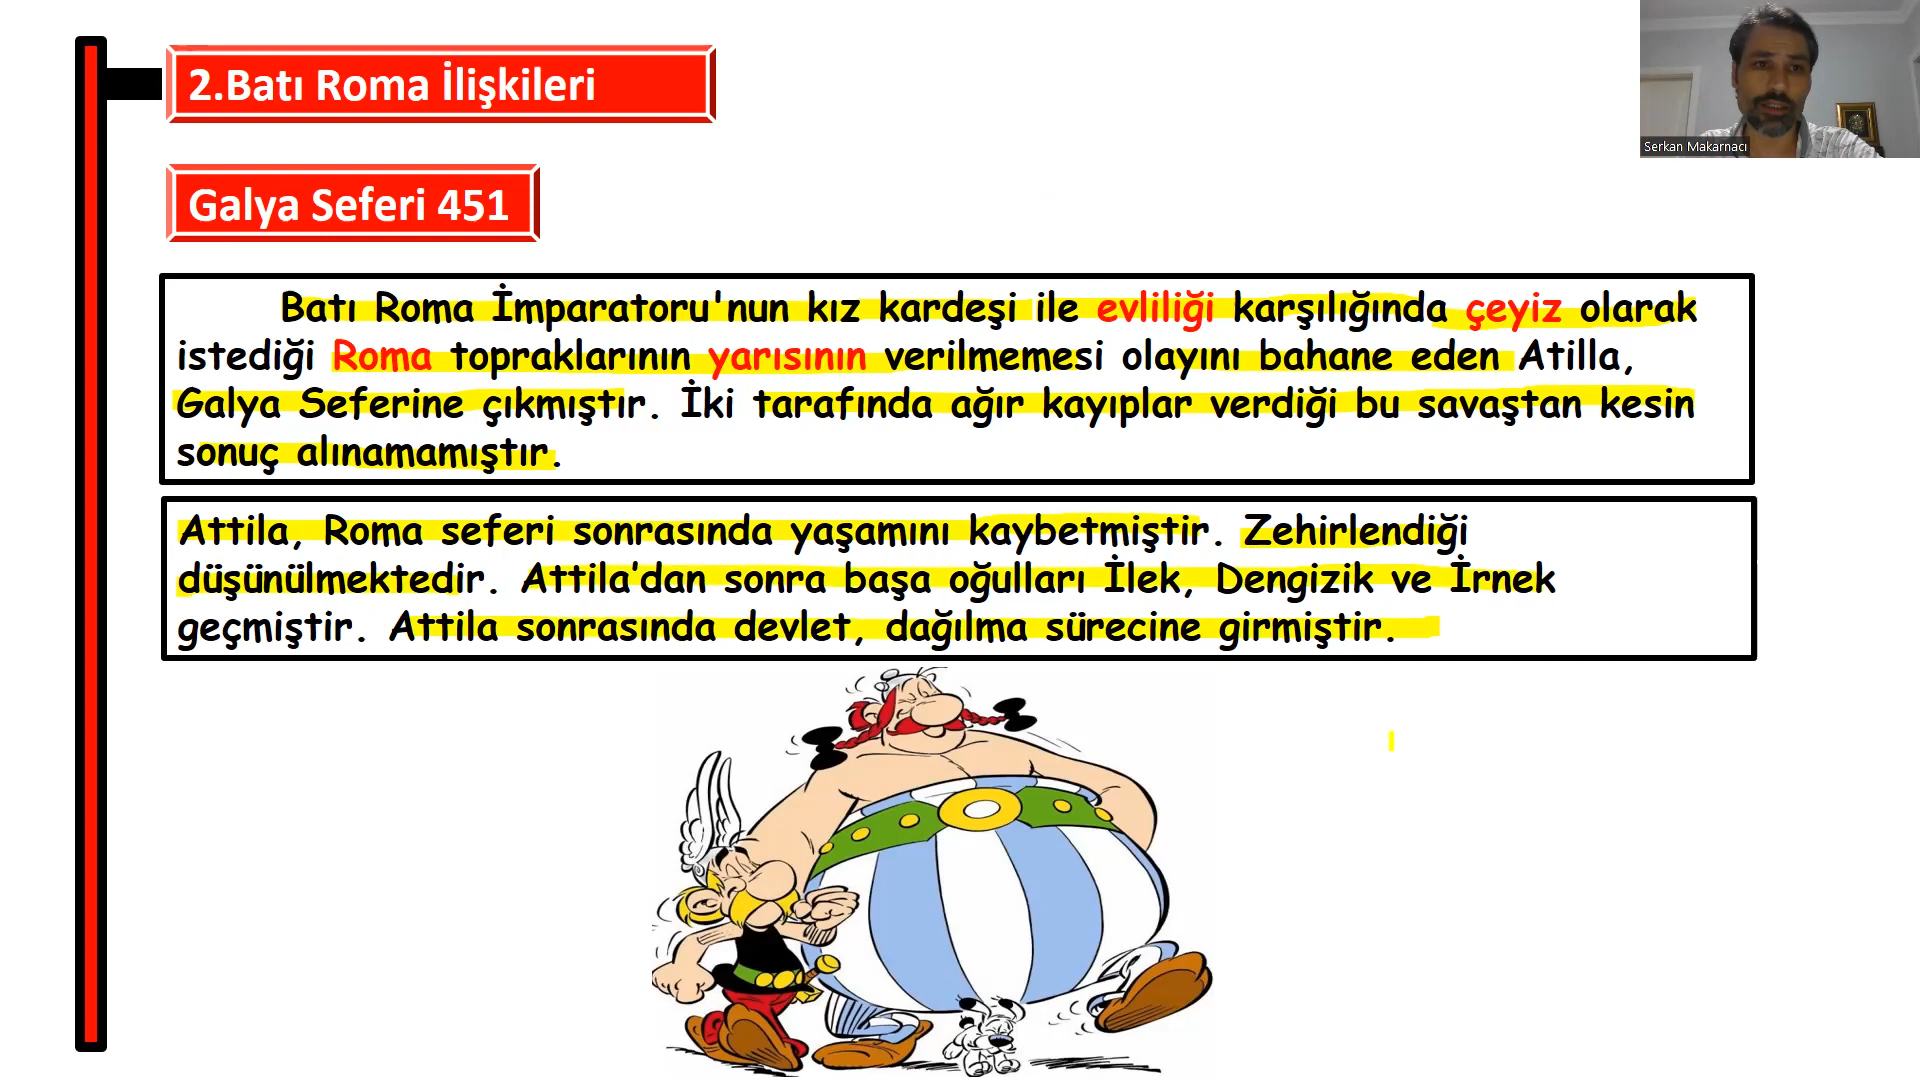 2.Batı Roma İlişkileri
Serkan Makarnacı
Galya Seferi 451
Batı Roma İmparatoru'nun kız kardeşi ile evliliği karşılığında çeyiz olarak
istediği Roma topraklarının yarısının verilmemesi olayını bahane eden Atilla,
Galya Seferine çıkmıştır. İki tarafında ağır kayıplar verdiği bu savaştan kesin
sonuç alınamamıştır.
Attila, Roma seferi sonrasında yaşamını kaybetmiştir. Zehirlendiği
düşünülmektedir. Attila’dan sonra başa oğulları İlek, Dengizik ve İrnek
geçmiştir. Attila sonrasında devlet, dağılma sürecine girmiştir.